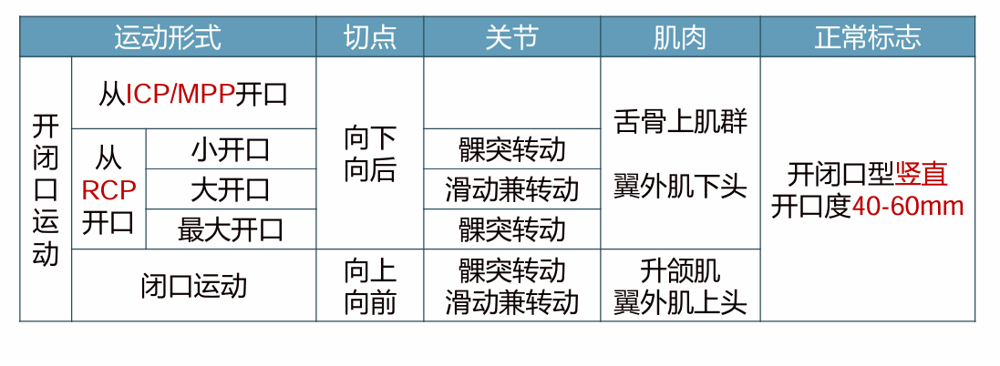 运动形式 切点 关节 肌肉 正常标志
开
闭
口
运
动
从ICP/MPP开口
从
RCP
开口
小开口
大开口
最大开口
向下
向后
髁突转动
滑动兼转动
髁突转动
舌骨上肌群
翼外肌下头
开闭口型竖直
开口度40-60mm
闭口运动
向上
向前
髁突转动
滑动兼转动
升颌肌
翼外肌上头